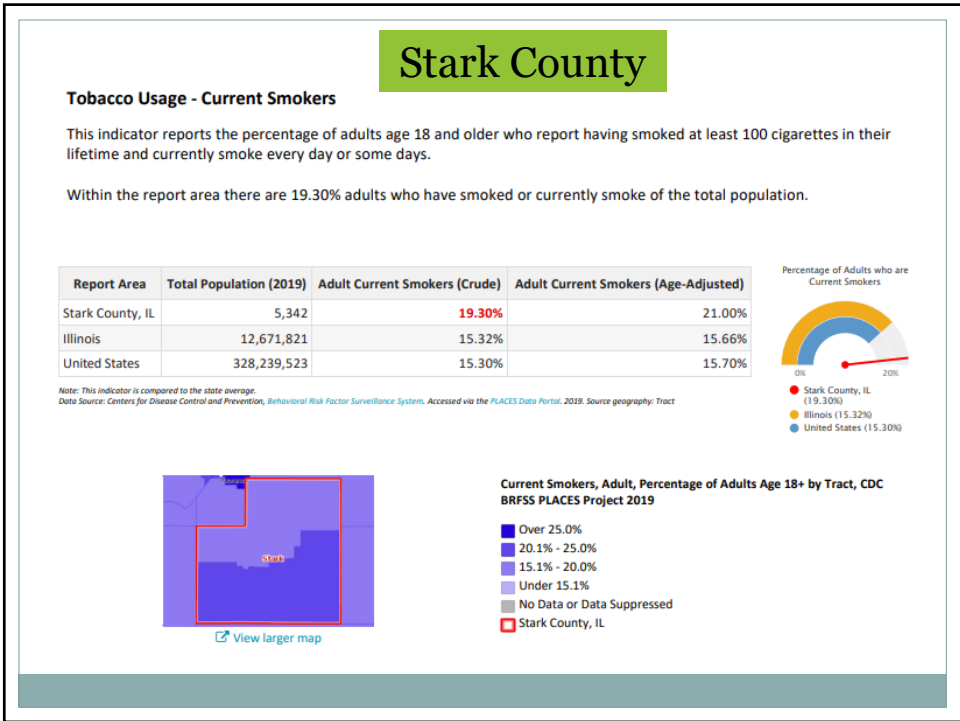 Stark County
Tobacco Usage - Current Smokers
This indicator reports the percentage of adults age 18 and older who report having smoked at least 100 cigarettes in their
lifetime and currently smoke every day or some days.
Within the report area there are 19.30% adults who have smoked or currently smoke of the total population.
Report Area Total Population (2019) Adult Current Smokers (Crude) Adult Current Smokers (Age-Adjusted)
Stark County, IL 5,342 19.30% 21.00%
Illinois 12,671,821 15.32% 15.66%
United States 328,239,523 15.30% 15.70%
Note: This indicator is compared to the state average.
Data Source: Centers for Disease Control and Prevention, Behavioral Risk Factor Surveillance System. Accessed via the PLACES Data Portal. 2019. Source geography: Tract
Percentage of Adults who are
Current Smokers
0% 20%
Stark County, IL
(19.30%)
Illinois (15.32%)
United States (15.30%)
Stark
View larger map
Current Smokers, Adult, Percentage of Adults Age 18+ by Tract, CDC
BRFSS PLACES Project 2019
Over 25.0%
20.1% - 25.0%
15.1% - 20.0%
Under 15.1%
No Data or Data Suppressed
Stark County, IL